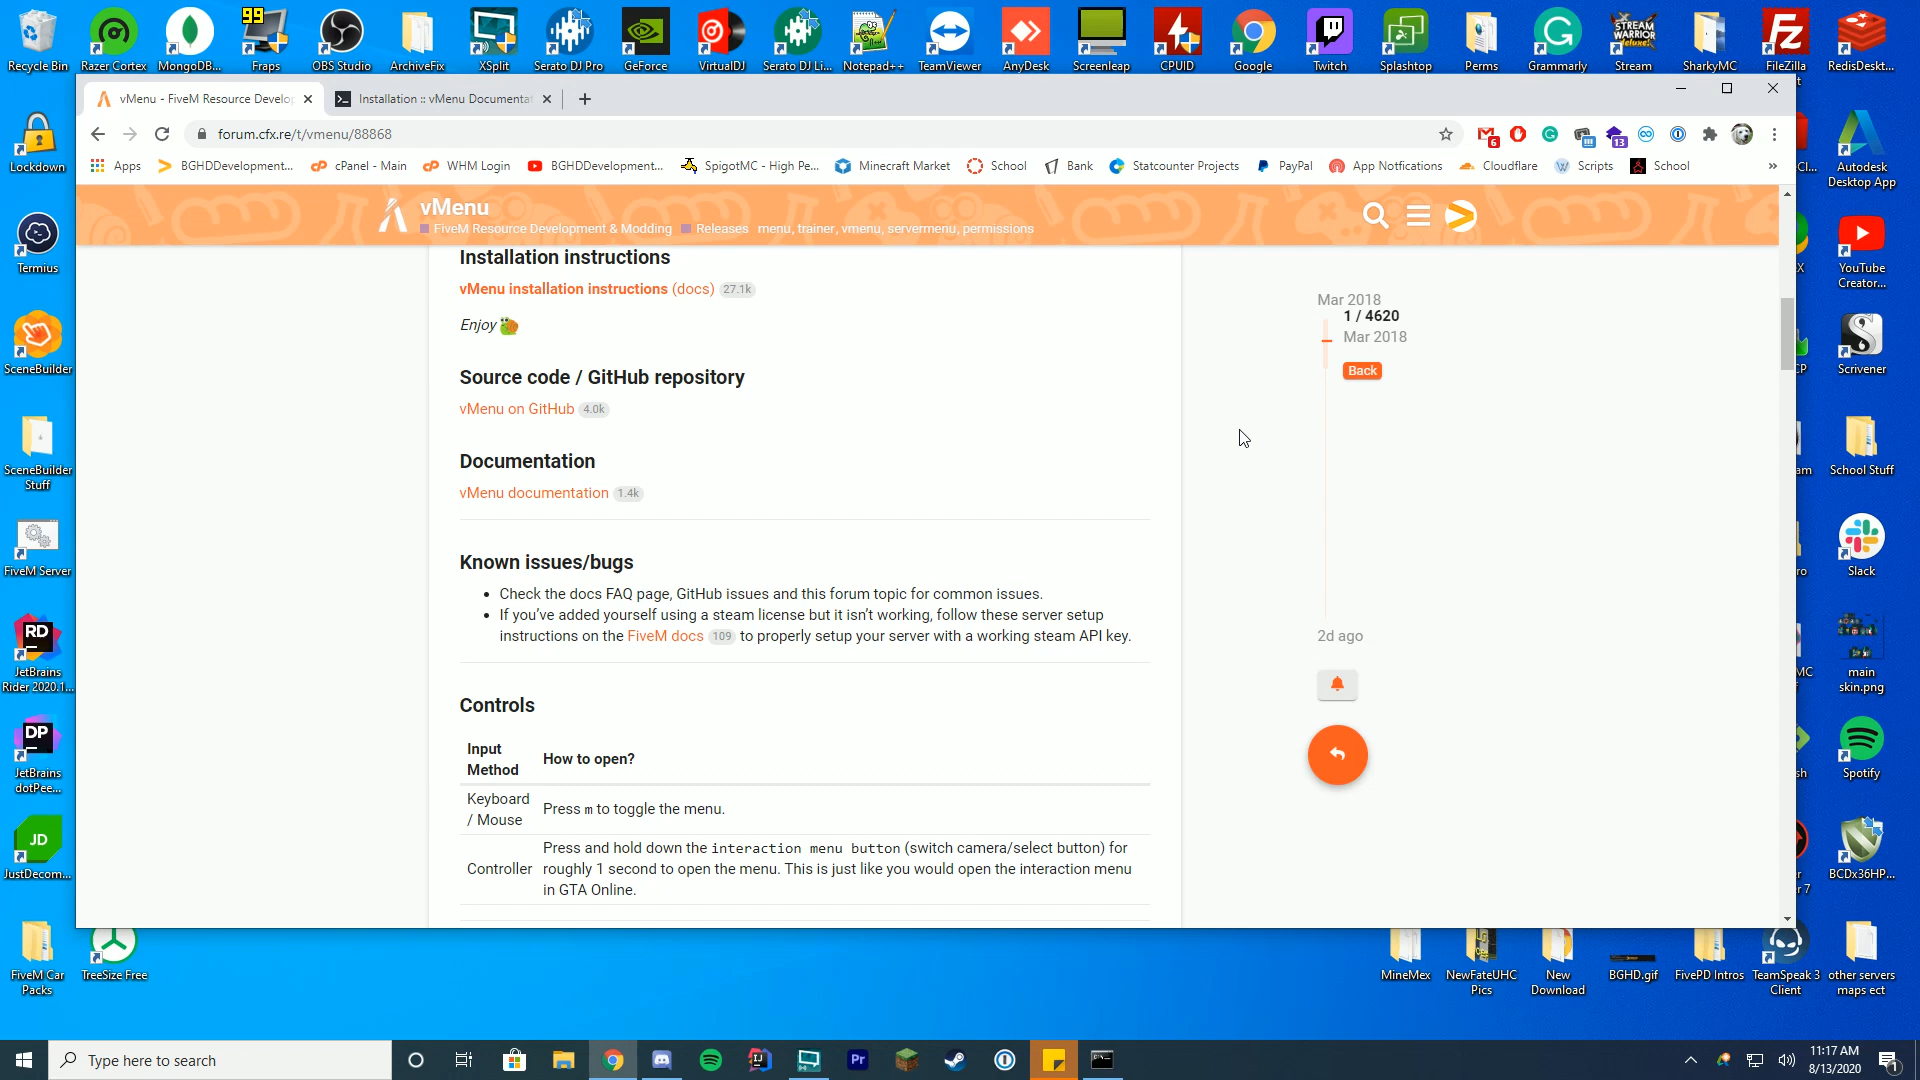 Recycle Bin
Razer Cortex
MongoDB...
99
Fraps
OBS Studio
ArchiveFix
XSplit
Serato DJ Pro
GeForce
VirtualDJ
Serato DJ Li...
Notepad++
TeamViewer
AnyDesk
Screenleap
CPUID
Google
Twitch
Splashtop
Perms
Grammarly
Stream
SharkyMC
FileZilla
RedisDeskt...
vMenu - FiveM Resource Develo
Installation :: vMenu Documenta
forum.cfx.re/t/vmenu/88868
6
13
Apps
BGHDDevelopment...
cPanel - Main
WHM Login
BGHDDevelopment...
SpigotMC - High Pe...
Minecraft Market
School
Bank
Statcounter Projects
PayPal
App Notfications
Cloudflare
Scripts
School
»
vMenu
FiveM Resource Development & Modding Releases menu, trainer, vmenu, servermenu, permissions
Installation instructions
vMenu installation instructions (docs) 27.1k
Enjoy
Source code / GitHub repository
vMenu on GitHub 4.0k
Documentation
vMenu documentation 1.4k
Known issues/bugs
• Check the docs FAQ page, GitHub issues and this forum topic for common issues.
• If you've added yourself using a steam license but it isn't working, follow these server setup
instructions on the FiveM docs 109 to properly setup your server with a working steam API key.
Controls
Input
Method
How to open?
Keyboard
/ Mouse
Press m to toggle the menu.
Controller
Press and hold down the interaction menu button (switch camera/select button) for
roughly 1 second to open the menu. This is just like you would open the interaction menu
in GTA Online.
Mar 2018
1 / 4620
Mar 2018
Back
2d ago
Lockdown
Termius
SceneBuilder
SceneBuilder
Stuff
FiveM Server
RD
JetBrains
Rider 2020.1...
DP
JetBrains
dotPee...
JD
JustDecom...
FiveM Car
Packs
TreeSize Free
Autodesk
Desktop App
YouTube
Creator...
Scrivener
School Stuff
Slack
main
skin.png
Spotify
BCDx36HP...
MineMex
NewFateUHC
Pics
New
Download
BGHD.gif
FivePD Intros
TeamSpeak 3
Client
other servers
maps ect
Type here to search
Pr
11:17 AM
8/13/2020
1